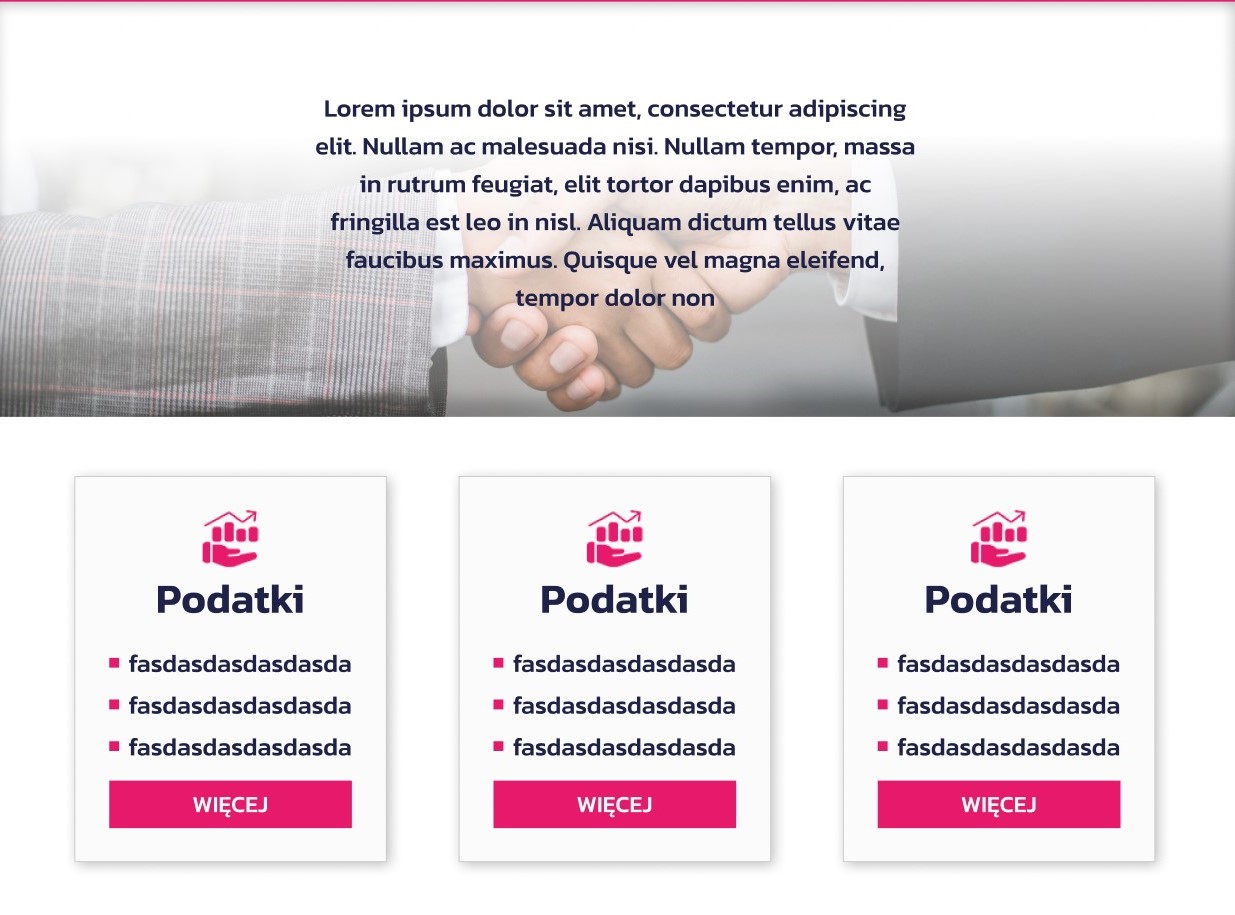 Lorem ipsum dolor sit amet, consectetur adipiscing
elit. Nullam ac malesuada nisi. Nullam tempor, massa
in rutrum feugiat, elit tortor dapibus enim, ac
fringilla est leo in nisl. Aliquam dictum tellus vitae
faucibus maximus. Quisque vel magna eleifend,
tempor dolor non
Podatki
fasdasdasdasdasda
fasdasdasdasdasda
fasdasdasdasdasda
WIĘCEJ
Podatki
fasdasdasdasdasda
fasdasdasdasdasda
fasdasdasdasdasda
WIĘCEJ
Podatki
fasdasdasdasdasda
fasdasdasdasdasda
fasdasdasdasdasda
WIĘCEJ